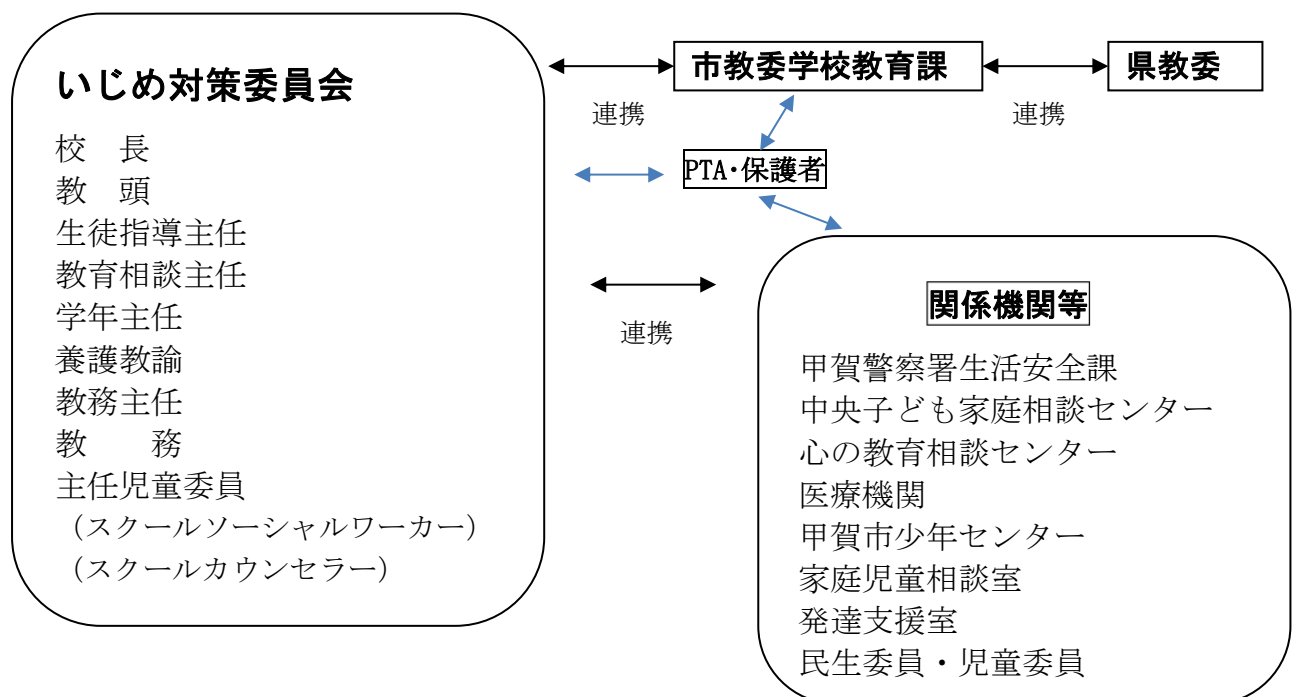 いじめ対策委員会
校　長
教　頭
生徒指導主任
教育相談主任
学年主任
養護教諭
教務主任
教　　務
主任児童委員
（スクールソーシャルワーカー）
（スクールカウンセラー）
市教委学校教育課
県教委
連携
連携
PTA・保護者
連携
関係機関等
甲賀警察署生活安全課
中央子ども家庭相談センター
心の教育相談センター
医療機関
甲賀市少年センター
家庭児童相談室
発達支援室
民生委員・児童委員